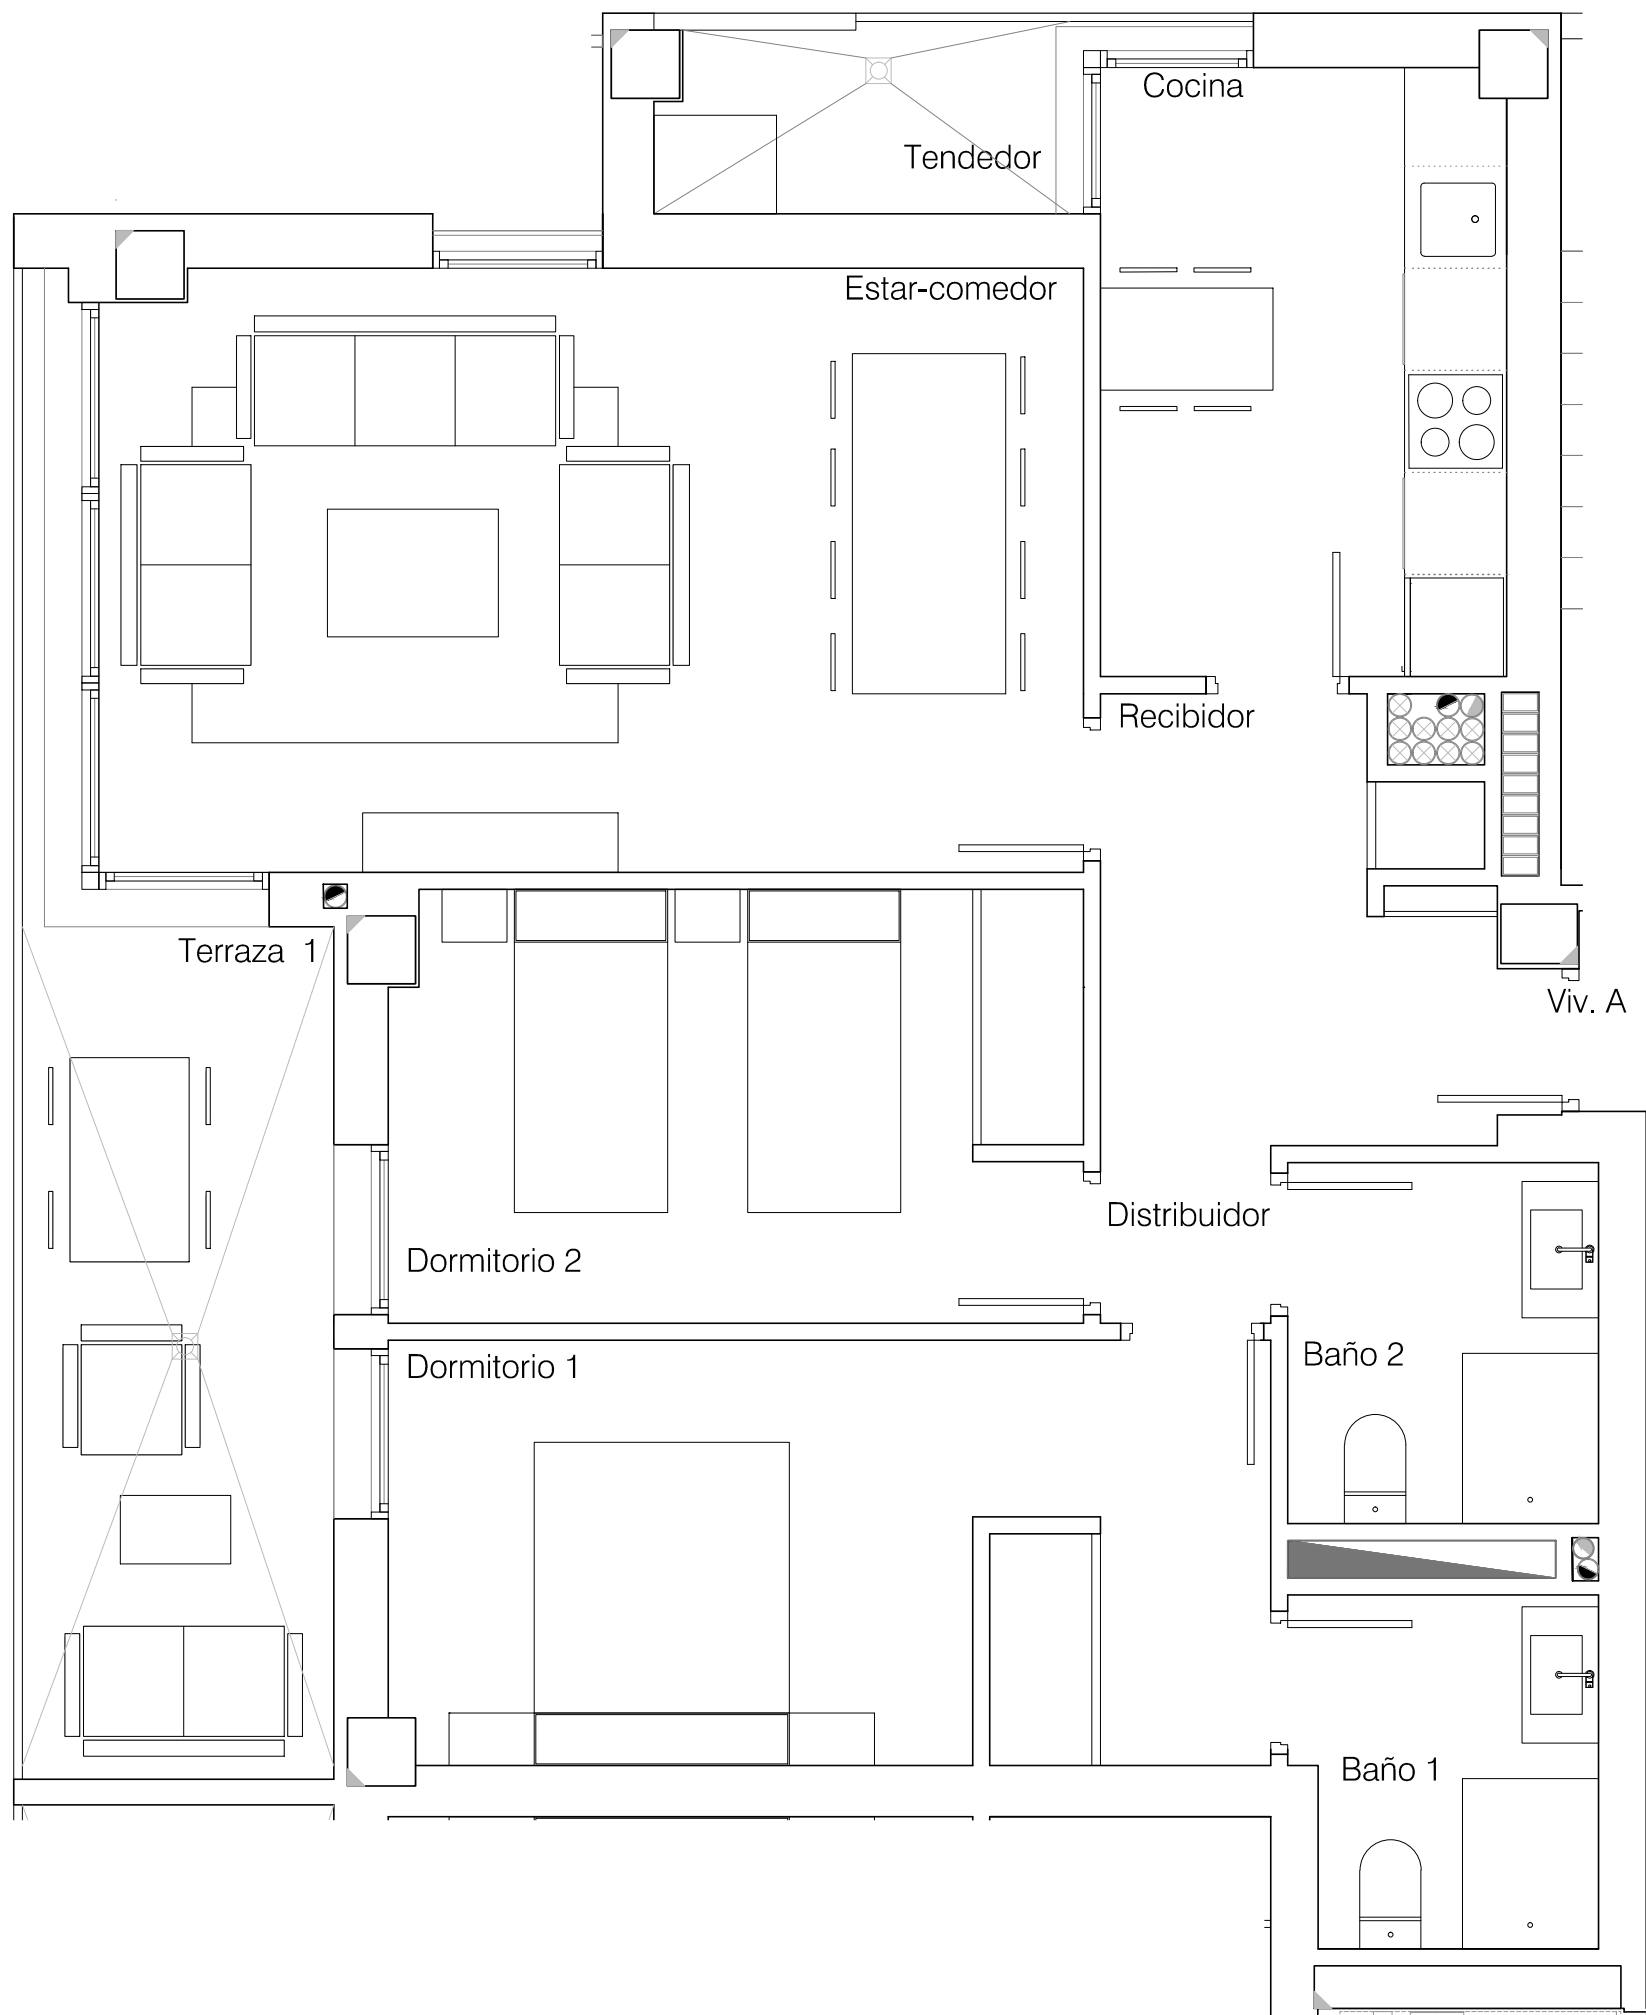 Cocina
Tendedor
Estar-comedor
Recibidor
Terraza 1
Viv. A
Distribuidor
Dormitorio 2
Baño 2
Dormitorio 1
Baño 1